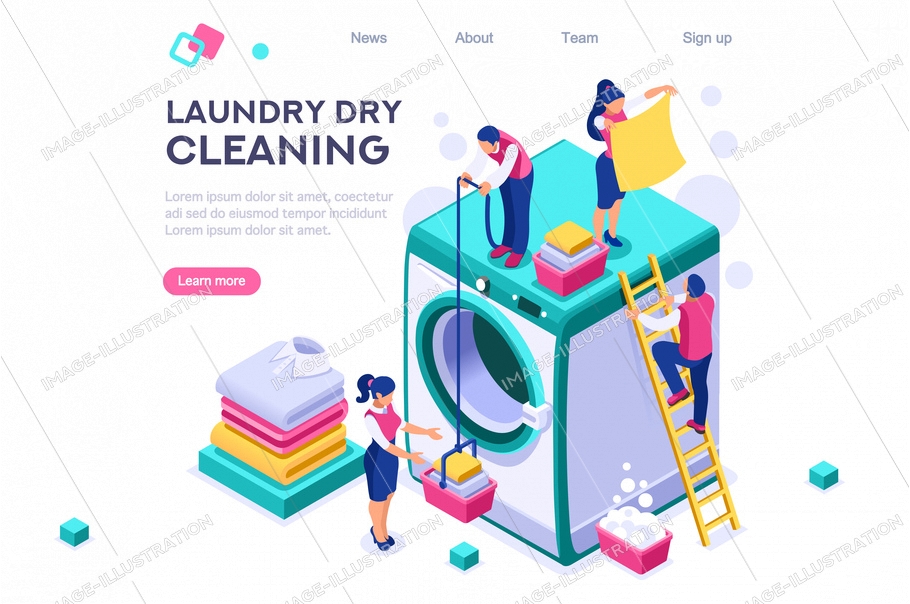 News About Team Sign up
LAUNDRY DRY
CLEANING
Lorem ipsum dolor sit amet, coectetur
adi sed do eiusmod tempor incididunt
Lorem ipsum dolor sit amet.
Learn more
IMAGE-ILLUSTRATION
IMAGE-ILLUSTRATION
IMAGE-ILLUSTRATION
IMAGE-ILLUSTRATION
IMAGE-ILLUSTRATION
IMAGE-ILLUSTRATION
IMAGE-ILLUSTRATION
IMAGE-ILLUSTRATION
IMAGE-ILLUSTRATION
IMAGE-ILLUSTRATION
IMAGE-ILLUSTRATION
IMAGE-ILLUSTRATION